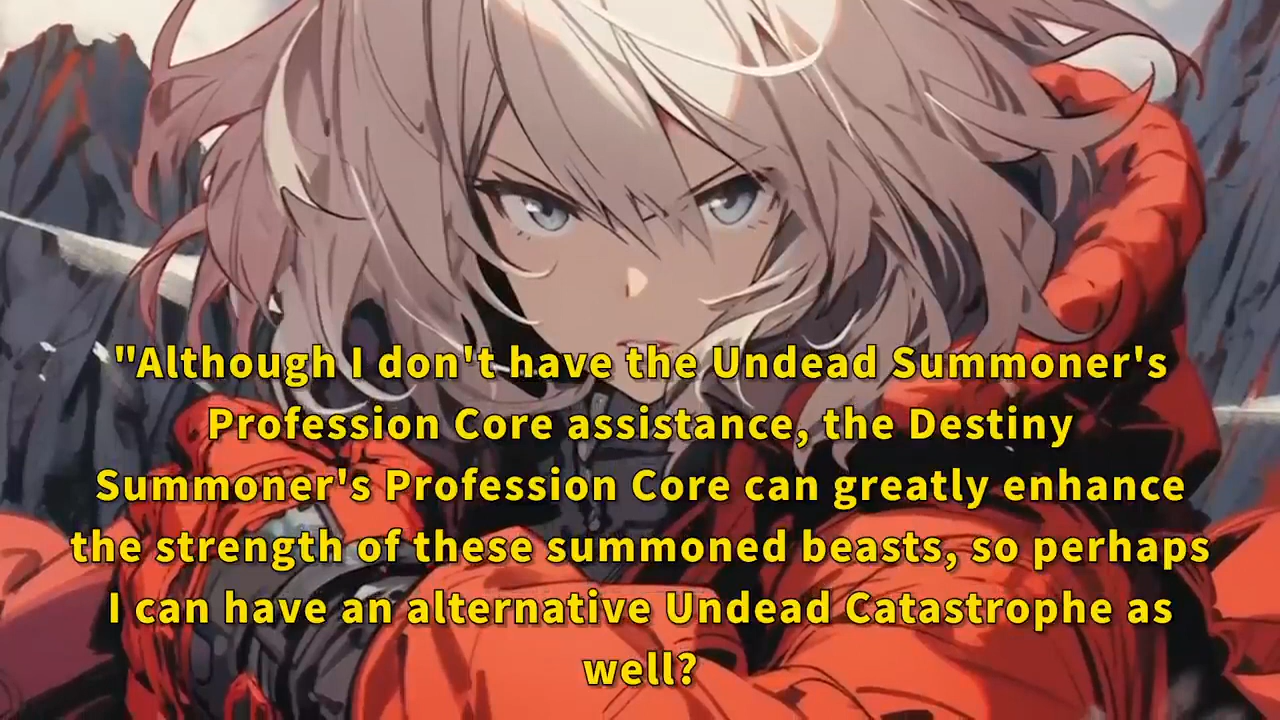 "Although I don't have the Undead Summoner's
Profession Core assistance, the Destiny
Summoner's Profession Core can greatly enhance
the strength of these summoned beasts, so perhaps
I can have an alternative Undead Catastrophe as
well?